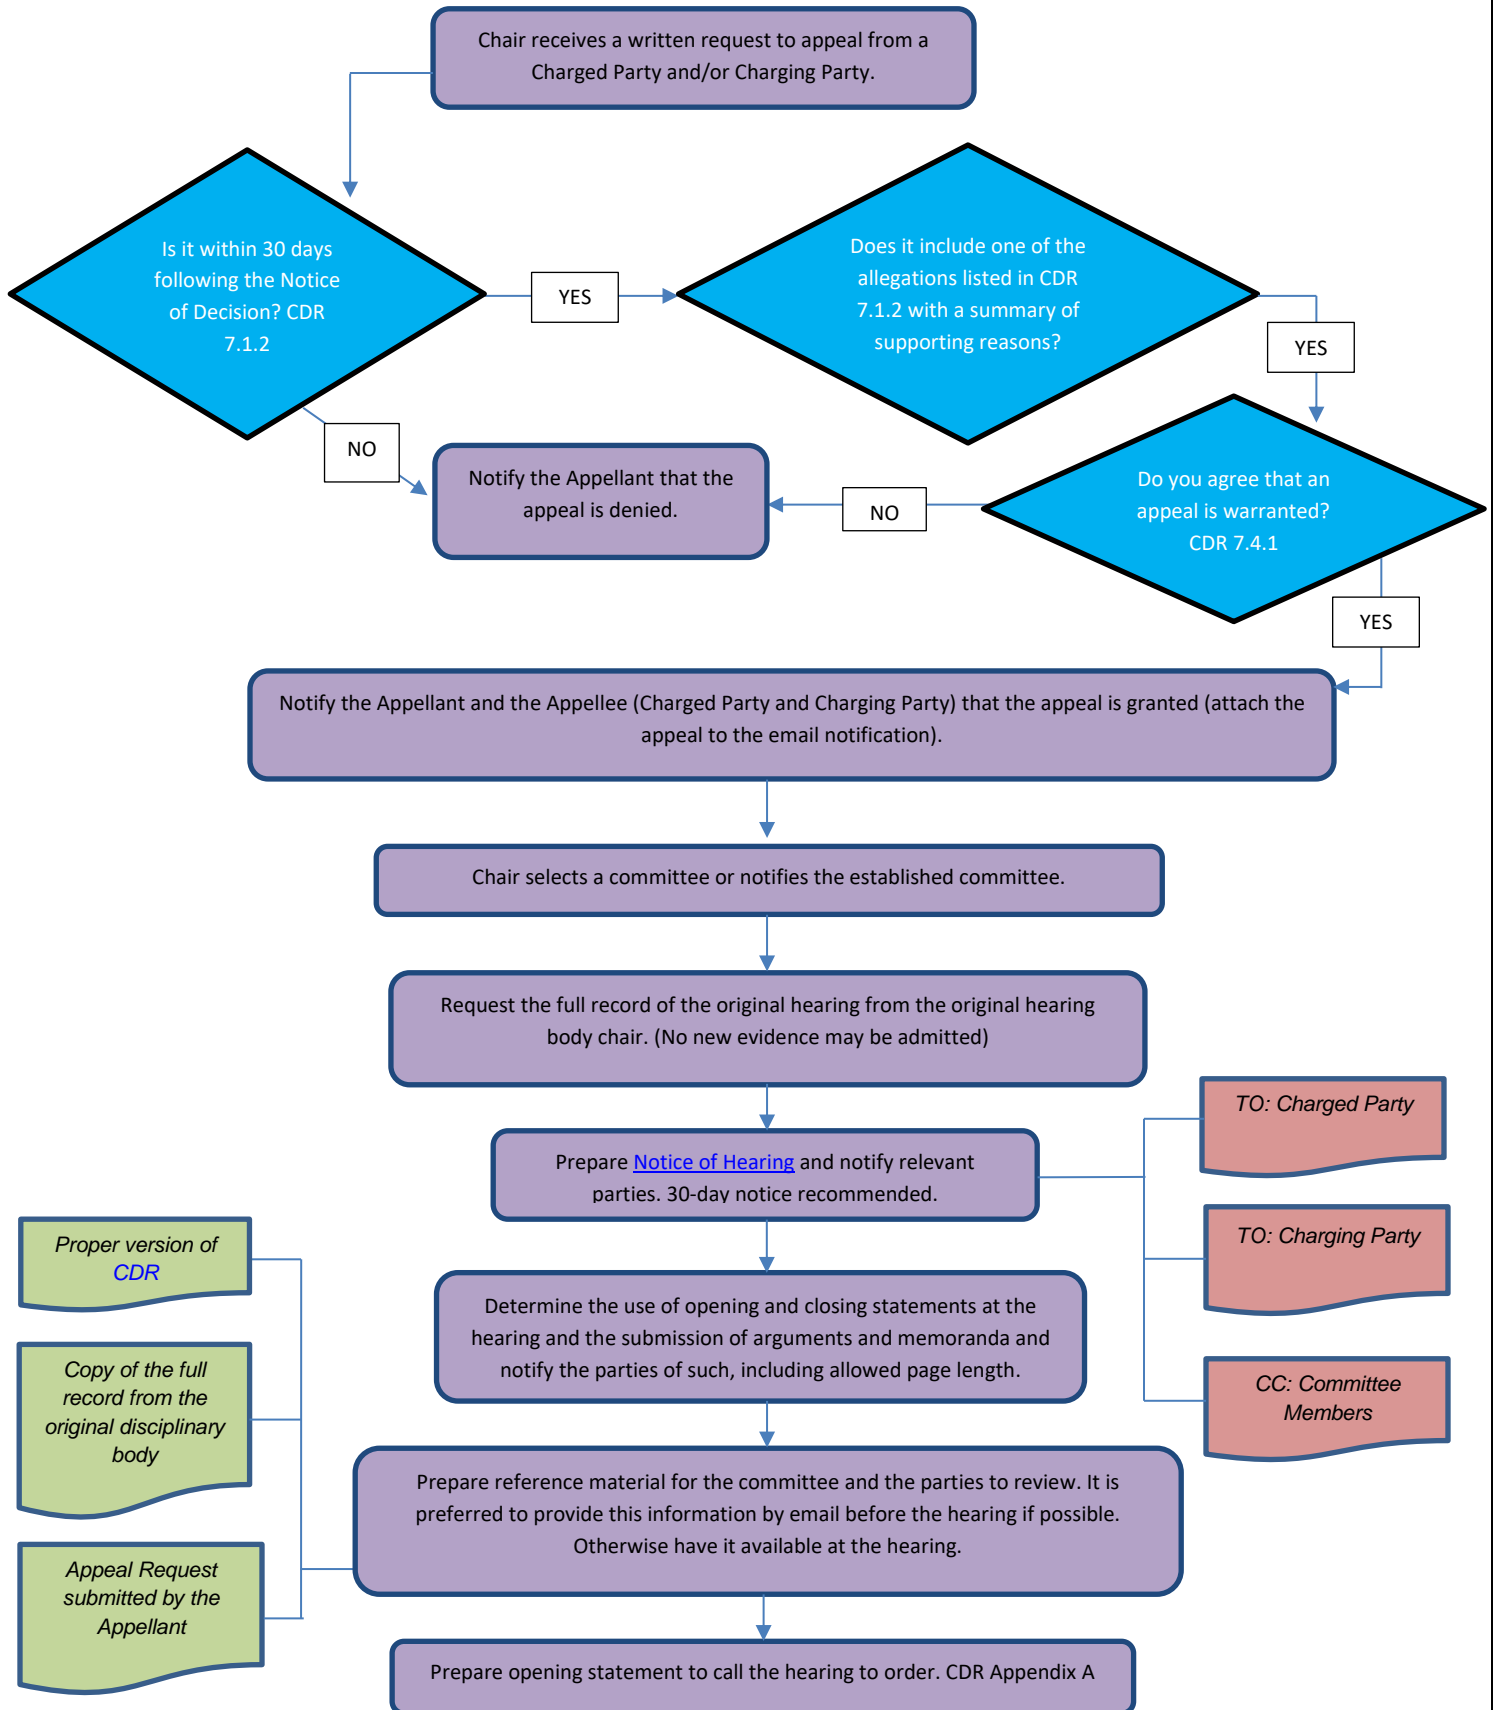 Chair receives a written request to appeal from a
Charged Party and/or Charging Party.
Is it within 30 days
following the Notice
of Decision? CDR
7.1.2
YES
Does it include one of the
allegations listed in CDR
7.1.2 with a summary of
supporting reasons?
YES
NO
Notify the Appellant that the
appeal is denied.
NO
Do you agree that an
appeal is warranted?
CDR 7.4.1
YES
Notify the Appellant and the Appellee (Charged Party and Charging Party) that the appeal is granted (attach the
appeal to the email notification).
Chair selects a committee or notifies the established committee.
Request the full record of the original hearing from the original hearing
body chair. (No new evidence may be admitted)
Prepare Notice of Hearing and notify relevant
parties. 30-day notice recommended.
TO: Charged Party
TO: Charging Party
CC: Committee
Members
Determine the use of opening and closing statements at the
hearing and the submission of arguments and memoranda and
notify the parties of such, including allowed page length.
Proper version of
CDR
Copy of the full
record from the
original disciplinary
body
Appeal Request
submitted by the
Appellant
Prepare reference material for the committee and the parties to review. It is
preferred to provide this information by email before the hearing if possible.
Otherwise have it available at the hearing.
Prepare opening statement to call the hearing to order. CDR Appendix A